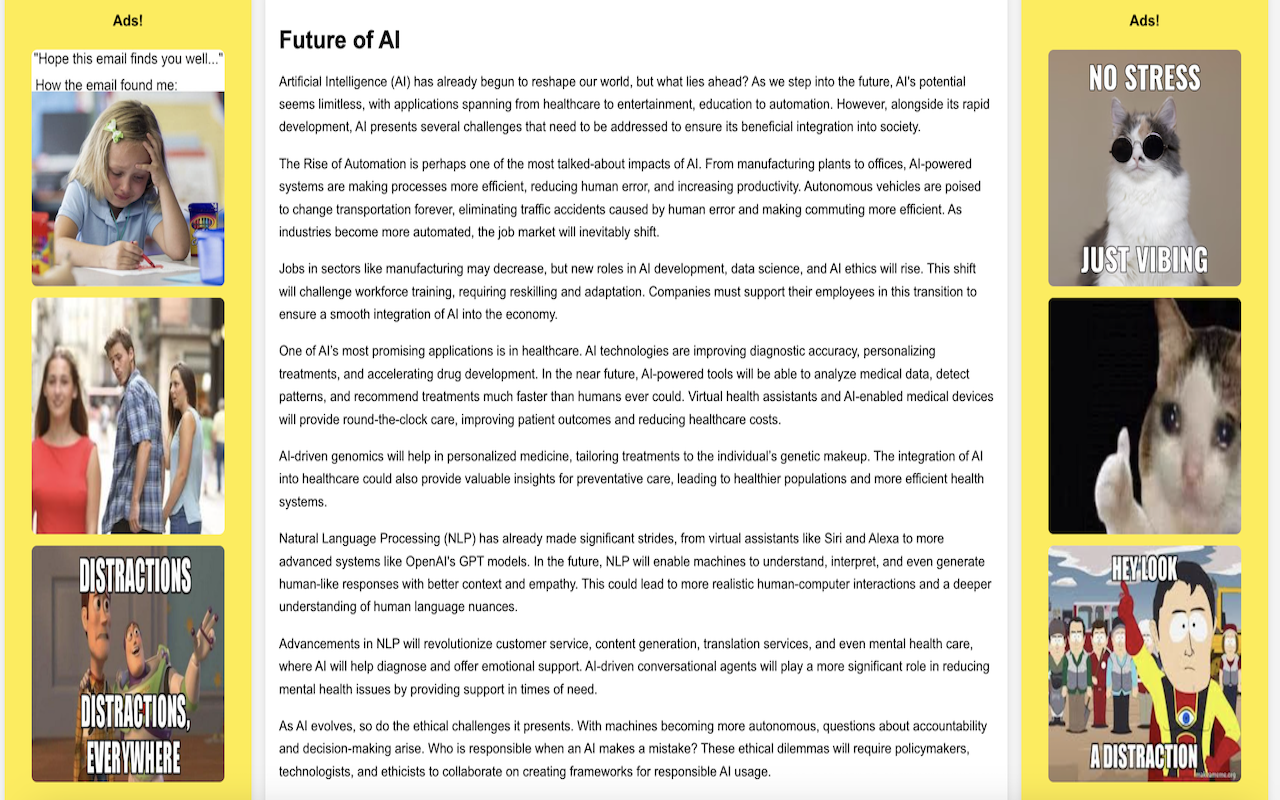 Ads!
"Hope this email finds you well..."
How the email found me:
DISTRACTIONS
DISTRACTIONS,
EVERYWHERE
Future of AI
Artificial Intelligence (AI) has already begun to reshape our world, but what lies ahead? As we step into the future, AI's potential
seems limitless, with applications spanning from healthcare to entertainment, education to automation. However, alongside its rapid
development, AI presents several challenges that need to be addressed to ensure its beneficial integration into society.
The Rise of Automation is perhaps one of the most talked-about impacts of AI. From manufacturing plants to offices, AI-powered
systems are making processes more efficient, reducing human error, and increasing productivity. Autonomous vehicles are poised
to change transportation forever, eliminating traffic accidents caused by human error and making commuting more efficient. As
industries become more automated, the job market will inevitably shift.
Jobs in sectors like manufacturing may decrease, but new roles in AI development, data science, and AI ethics will rise. This shift
will challenge workforce training, requiring reskilling and adaptation. Companies must support their employees in this transition to
ensure a smooth integration of AI into the economy.
One of AI's most promising applications is in healthcare. AI technologies are improving diagnostic accuracy, personalizing
treatments, and accelerating drug development. In the near future, AI-powered tools will be able to analyze medical data, detect
patterns, and recommend treatments much faster than humans ever could. Virtual health assistants and AI-enabled medical devices
will provide round-the-clock care, improving patient outcomes and reducing healthcare costs.
AI-driven genomics will help in personalized medicine, tailoring treatments to the individual's genetic makeup. The integration of AI
into healthcare could also provide valuable insights for preventative care, leading to healthier populations and more efficient health
systems.
Natural Language Processing (NLP) has already made significant strides, from virtual assistants like Siri and Alexa to more
advanced systems like OpenAI's GPT models. In the future, NLP will enable machines to understand, interpret, and even generate
human-like responses with better context and empathy. This could lead to more realistic human-computer interactions and a deeper
understanding of human language nuances.
Advancements in NLP will revolutionize customer service, content generation, translation services, and even mental health care,
where AI will help diagnose and offer emotional support. AI-driven conversational agents will play a more significant role in reducing
mental health issues by providing support in times of need.
As AI evolves, so do the ethical challenges it presents. With machines becoming more autonomous, questions about accountability
and decision-making arise. Who is responsible when an AI makes a mistake? These ethical dilemmas will require policymakers,
technologists, and ethicists to collaborate on creating frameworks for responsible AI usage.
Ads!
NO STRESS
JUST VIBING
HEY LOOK
A DISTRACTION
makeameme.org